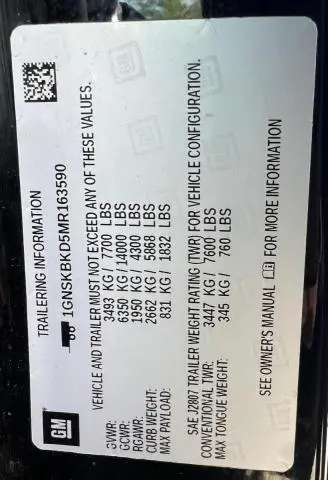 GM
TRAILERING INFORMATION
1GNSKBKD5MR163590
VEHICLE AND TRAILER MUST NOT EXCEED ANY OF THESE VALUES.
GVWR: 3493 KG / 7700 LBS
GCWR: 6350 KG / 14000 LBS
RGAWR: 1950 KG / 4300 LBS
CURB WEIGHT: 2662 KG / 5868 LBS
MAX PAYLOAD: 831 KG / 1832 LBS
SAE J2807 TRAILER WEIGHT RATING (TWR) FOR VEHICLE CONFIGURATION.
CONVENTIONAL TWR: 3447 KG / 7600 LBS
MAX TONGUE WEIGHT: 345 KG / 760 LBS
SEE OWNER'S MANUAL FOR MORE INFORMATION